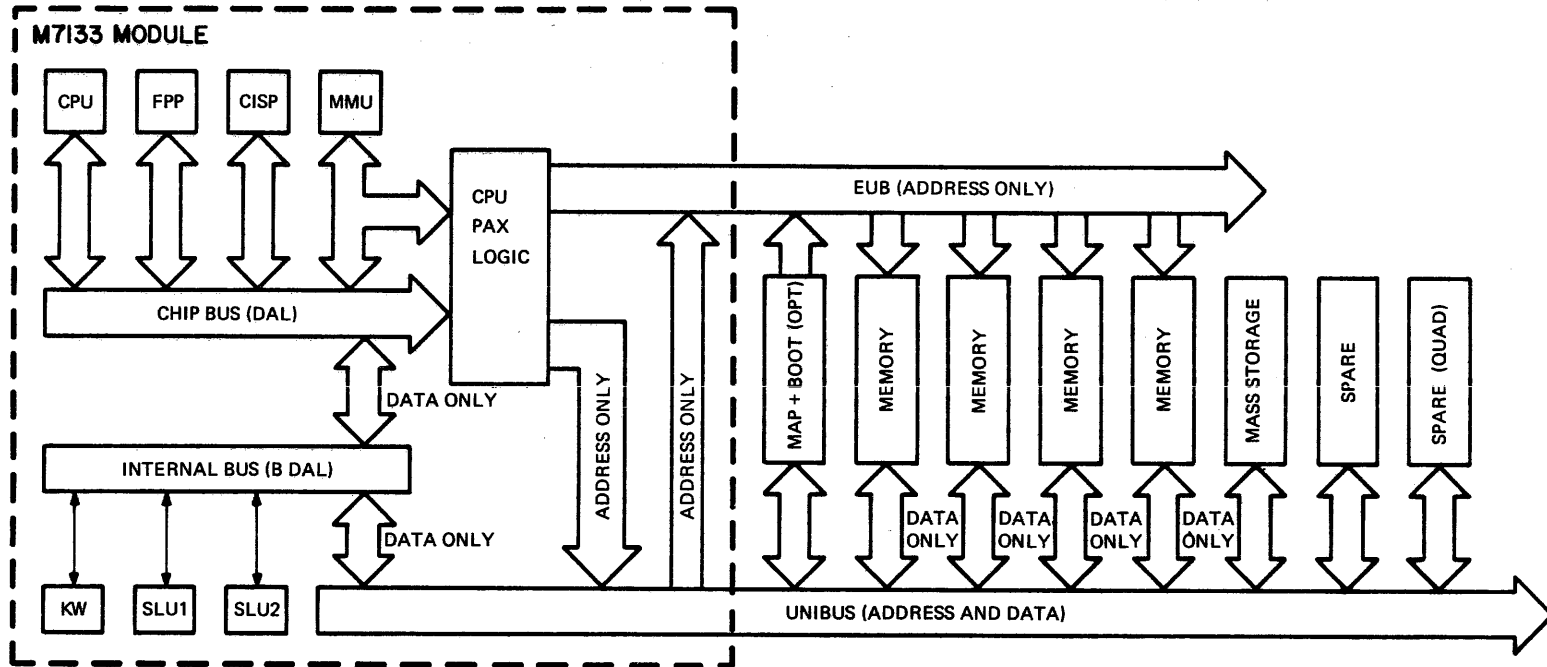 M7133 MODULE
CPU
FPP
CISP
MMU
CPU
PAX
LOGIC
EUB (ADDRESS ONLY)
CHIP BUS (DAL)
DATA ONLY
INTERNAL BUS (B DAL)
DATA ONLY
KW
SLU1
SLU2
ADDRESS ONLY
ADDRESS ONLY
MAP + BOOT (OPT)
MEMORY
MEMORY
MEMORY
MEMORY
MASS STORAGE
SPARE
SPARE (QUAD)
DATA
ONLY
DATA
ONLY
DATA
ONLY
DATA
ONLY
UNIBUS (ADDRESS AND DATA)